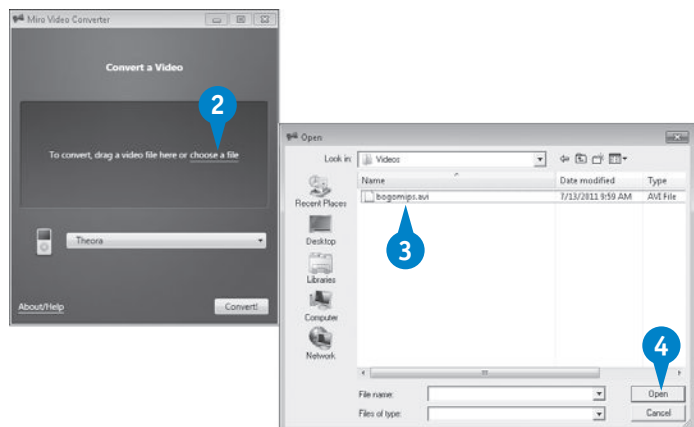 Miro Video Converter
Convert a Video
2
To convert, drag a video file here or choose a file
Theora
About/Help
Convert!
Open
Look in:
Videos
Name
Date modified
Type
bogomips.avi
7/13/2011 9:59 AM
AVI File
3
Recent Places
Desktop
Libraries
Computer
Network
4
File name:
Open
Files of type:
Cancel